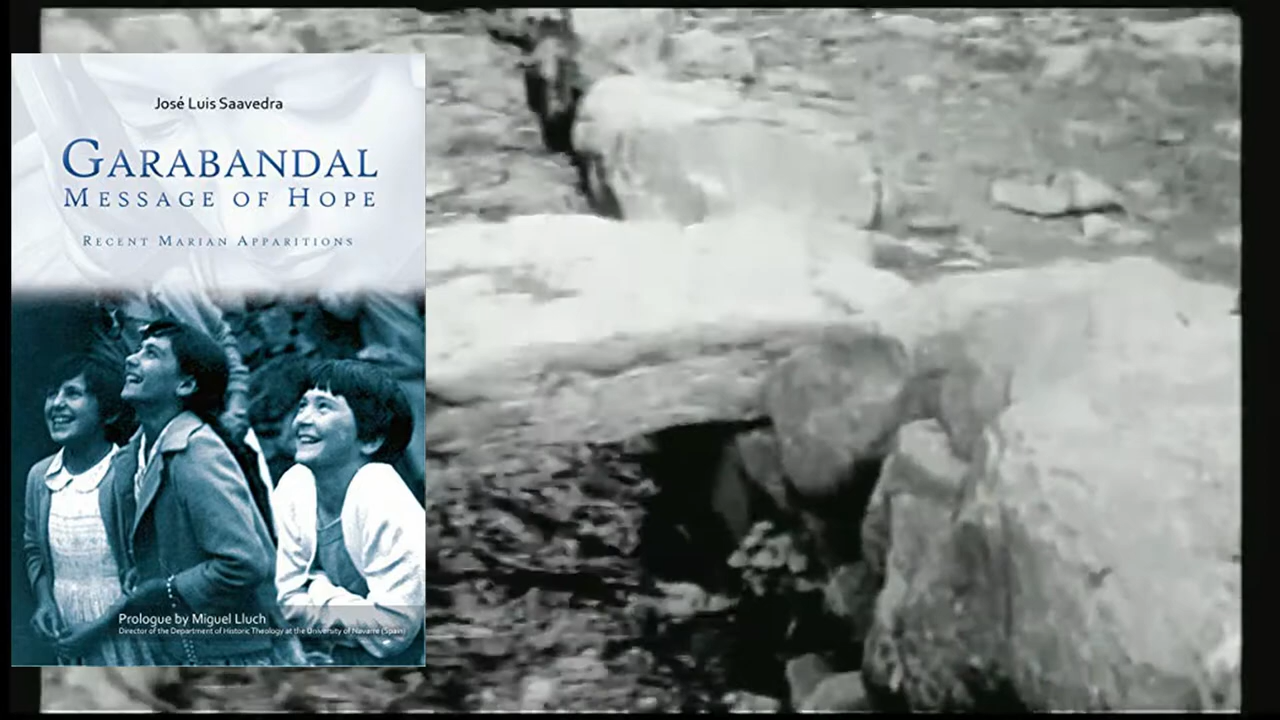 José Luis Saavedra
GARABANDAL
MESSAGE OF HOPE
RECENT MARIAN APPARITIONS
Prologue by Miguel Lluch
Director of the Department of Historic Theology at the University of Navarre (Spain)